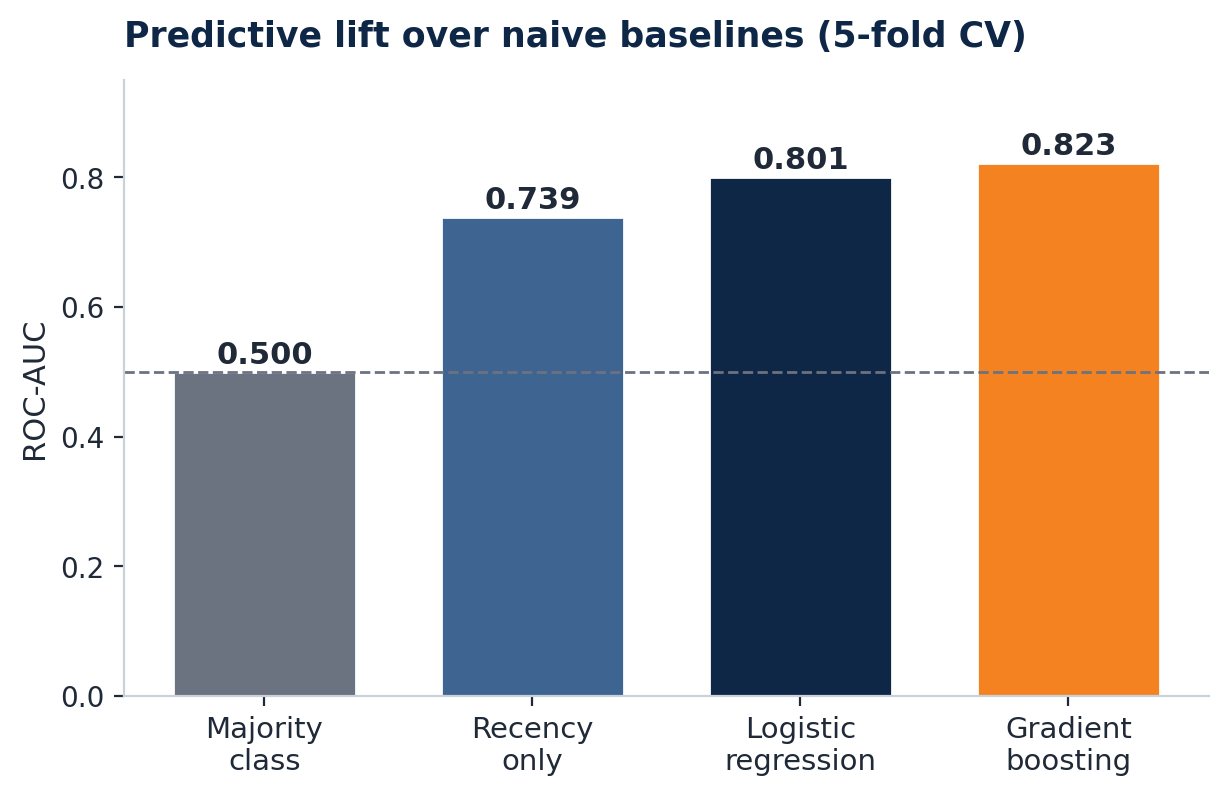 Predictive lift over naive baselines (5-fold CV)
ROC-AUC
0.8
0.6
0.4
0.2
0.0
0.500
0.739
0.801
0.823
Majority
class
Recency
only
Logistic
regression
Gradient
boosting